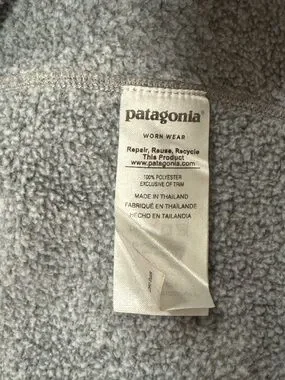 patagonia®
WORN WEAR
Repair, Reuse, Recycle
This Product
www.patagonia.com
100% POLYESTER
EXCLUSIVE OF TRIM
MADE IN THAILAND
FABRIQUÉ EN THAÏLANDE
HECHO EN TAILANDIA